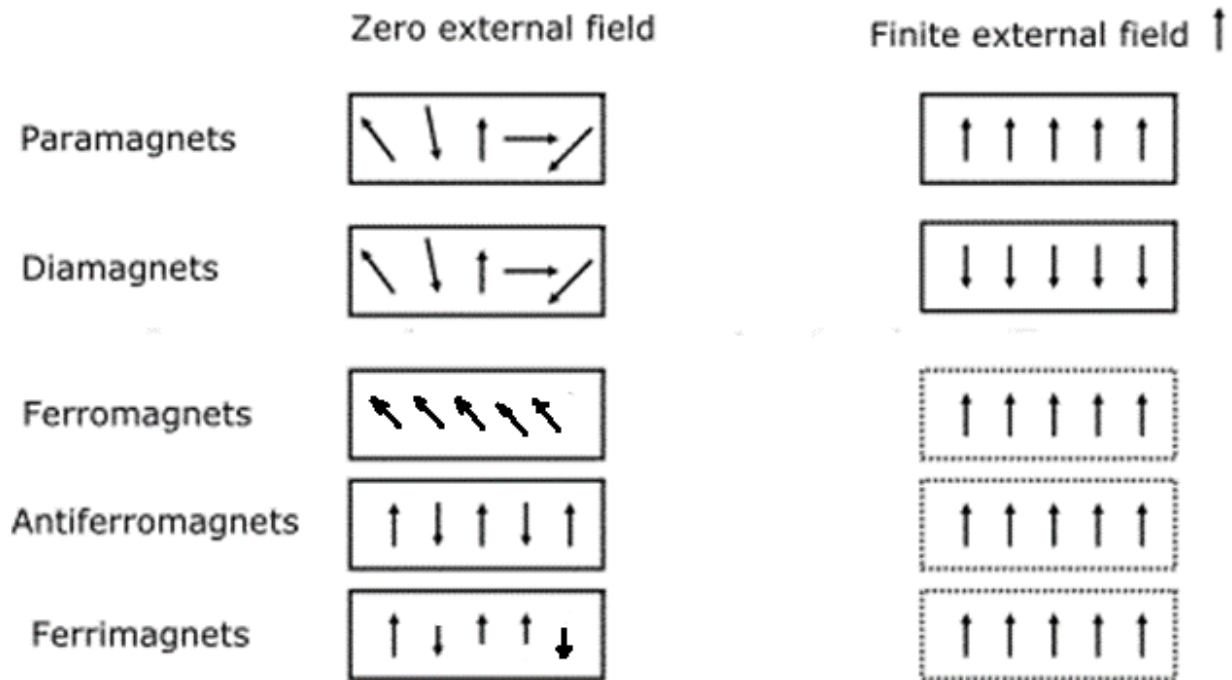 Zero external field
Finite external field
Paramagnets
Diamagnets
Ferromagnets
Antiferromagnets
Ferrimagnets